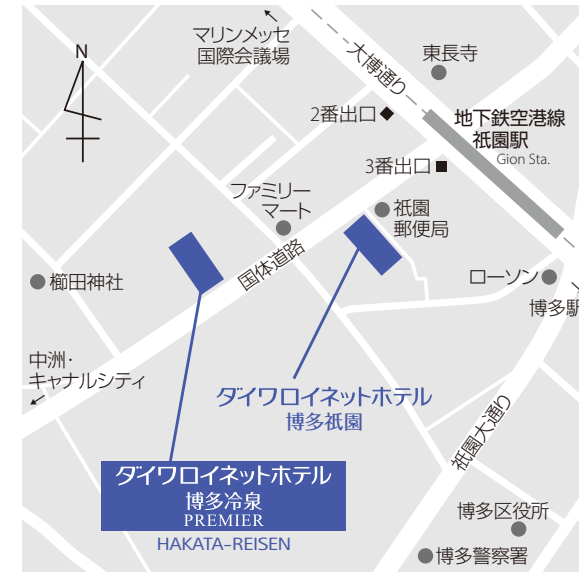 マリンメッセ
国際会議場
N
大博通り
東長寺
2番出口
地下鉄空港線
祇園駅
Gion Sta.
3番出口
ファミリー
マート
祇園
郵便局
国体道路
櫛田神社
ローソン
博多駅
中洲・
キャナルシティ
ダイワロイネットホテル
博多祇園
祇園大通り
ダイワロイネットホテル
博多冷泉
PREMIER
HAKATA-REISEN
博多区役所
博多警察署